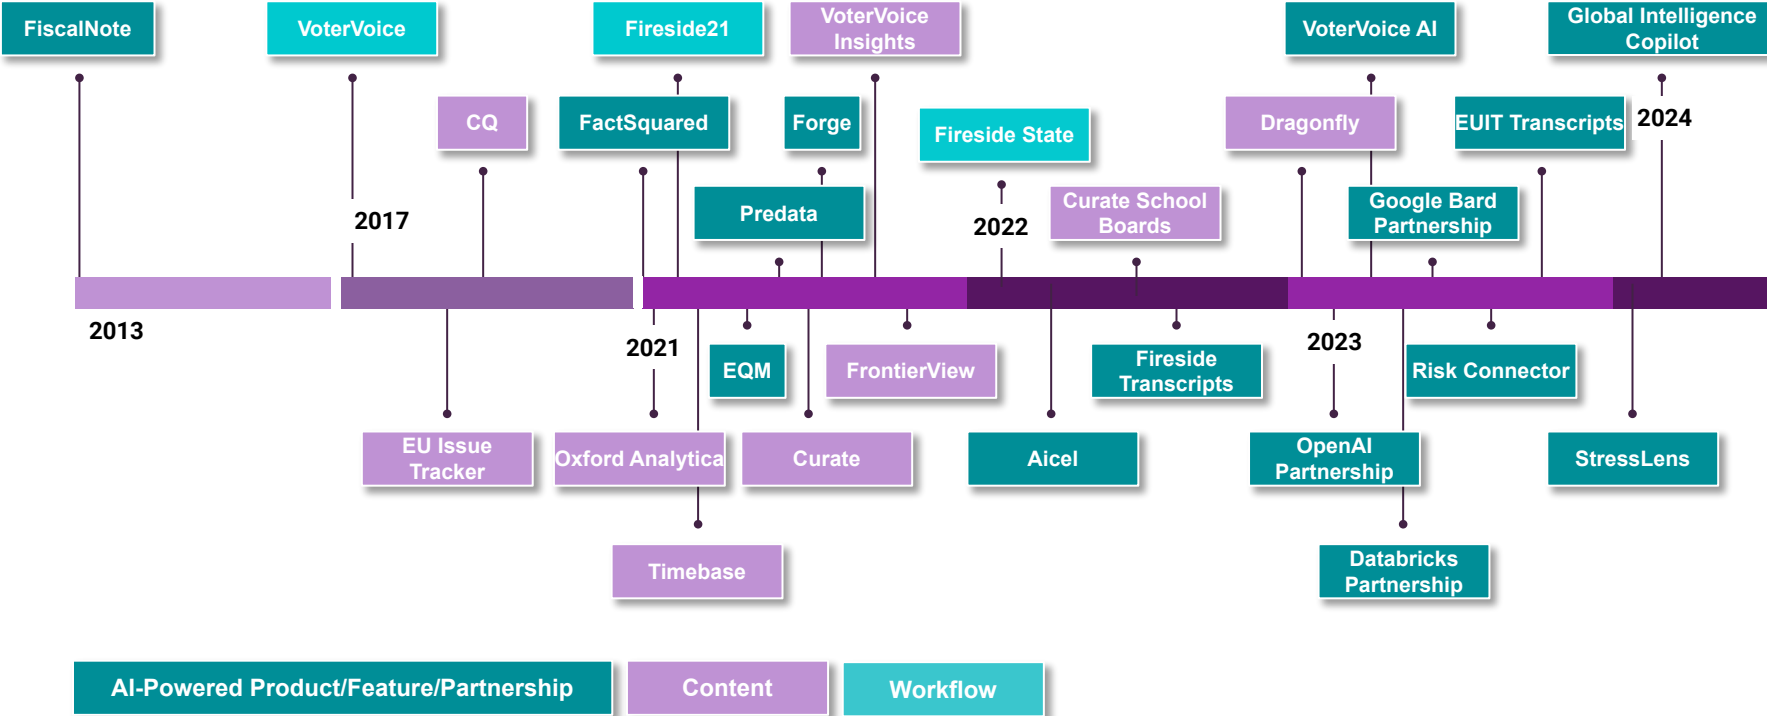 FiscalNote
VoterVoice
Fireside21
VoterVoice
Insights
VoterVoice AI
Global Intelligence
Copilot
CQ
FactSquared
Forge
Fireside State
Dragonfly
EUIT Transcripts
2024
Predata
Curate School
Boards
Google Bard
Partnership
2017
2022
2013
2021
2023
EQM
FrontierView
Fireside
Transcripts
Risk Connector
EU Issue
Tracker
Oxford Analytica
Curate
Aicel
OpenAI
Partnership
StressLens
Timebase
Databricks
Partnership
AI-Powered Product/Feature/Partnership
Content
Workflow